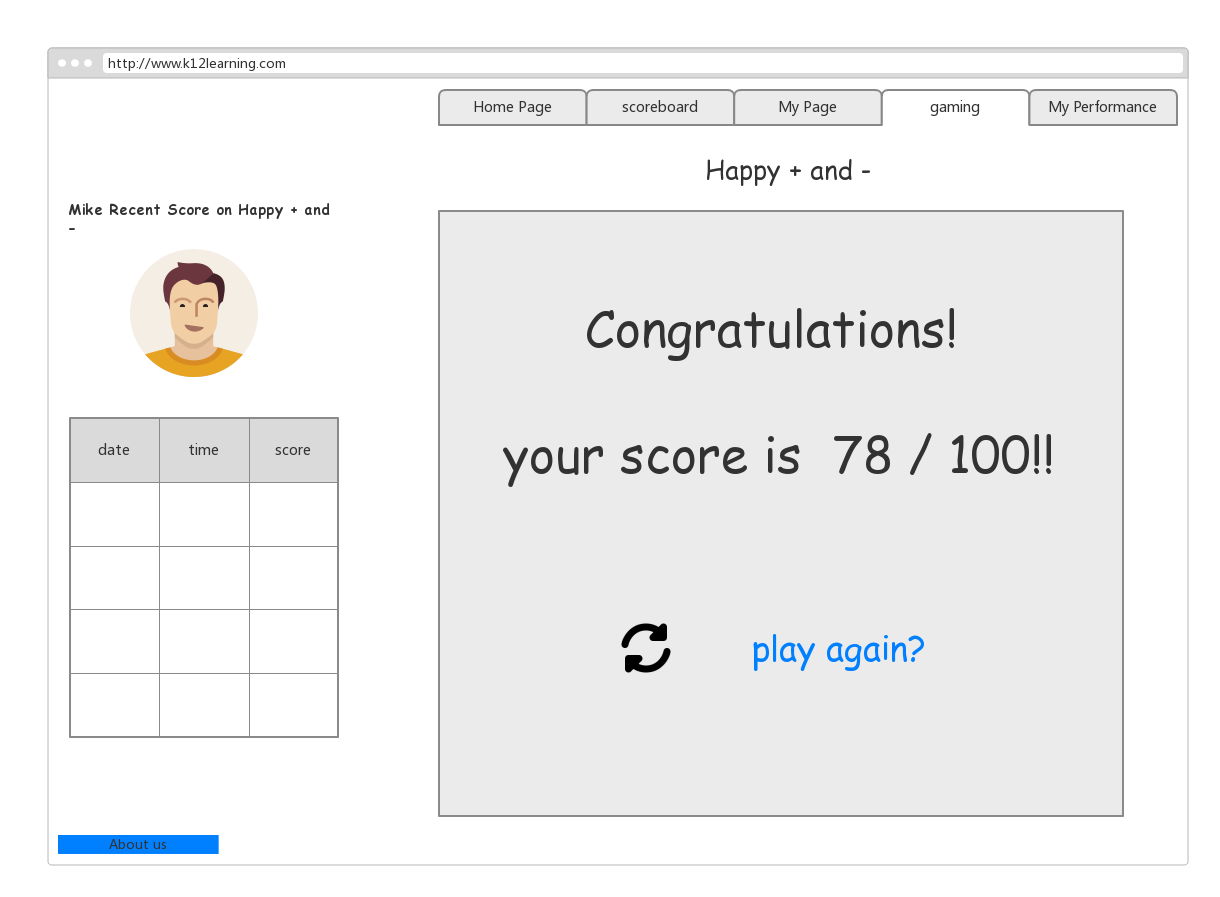 http://www.k12learning.com
Home Page
scoreboard
My Page
gaming
My Performance
Happy + and -
Mike Recent Score on Happy + and
-
Congratulations!
your score is 78 / 100!!
date time score
play again?
About us